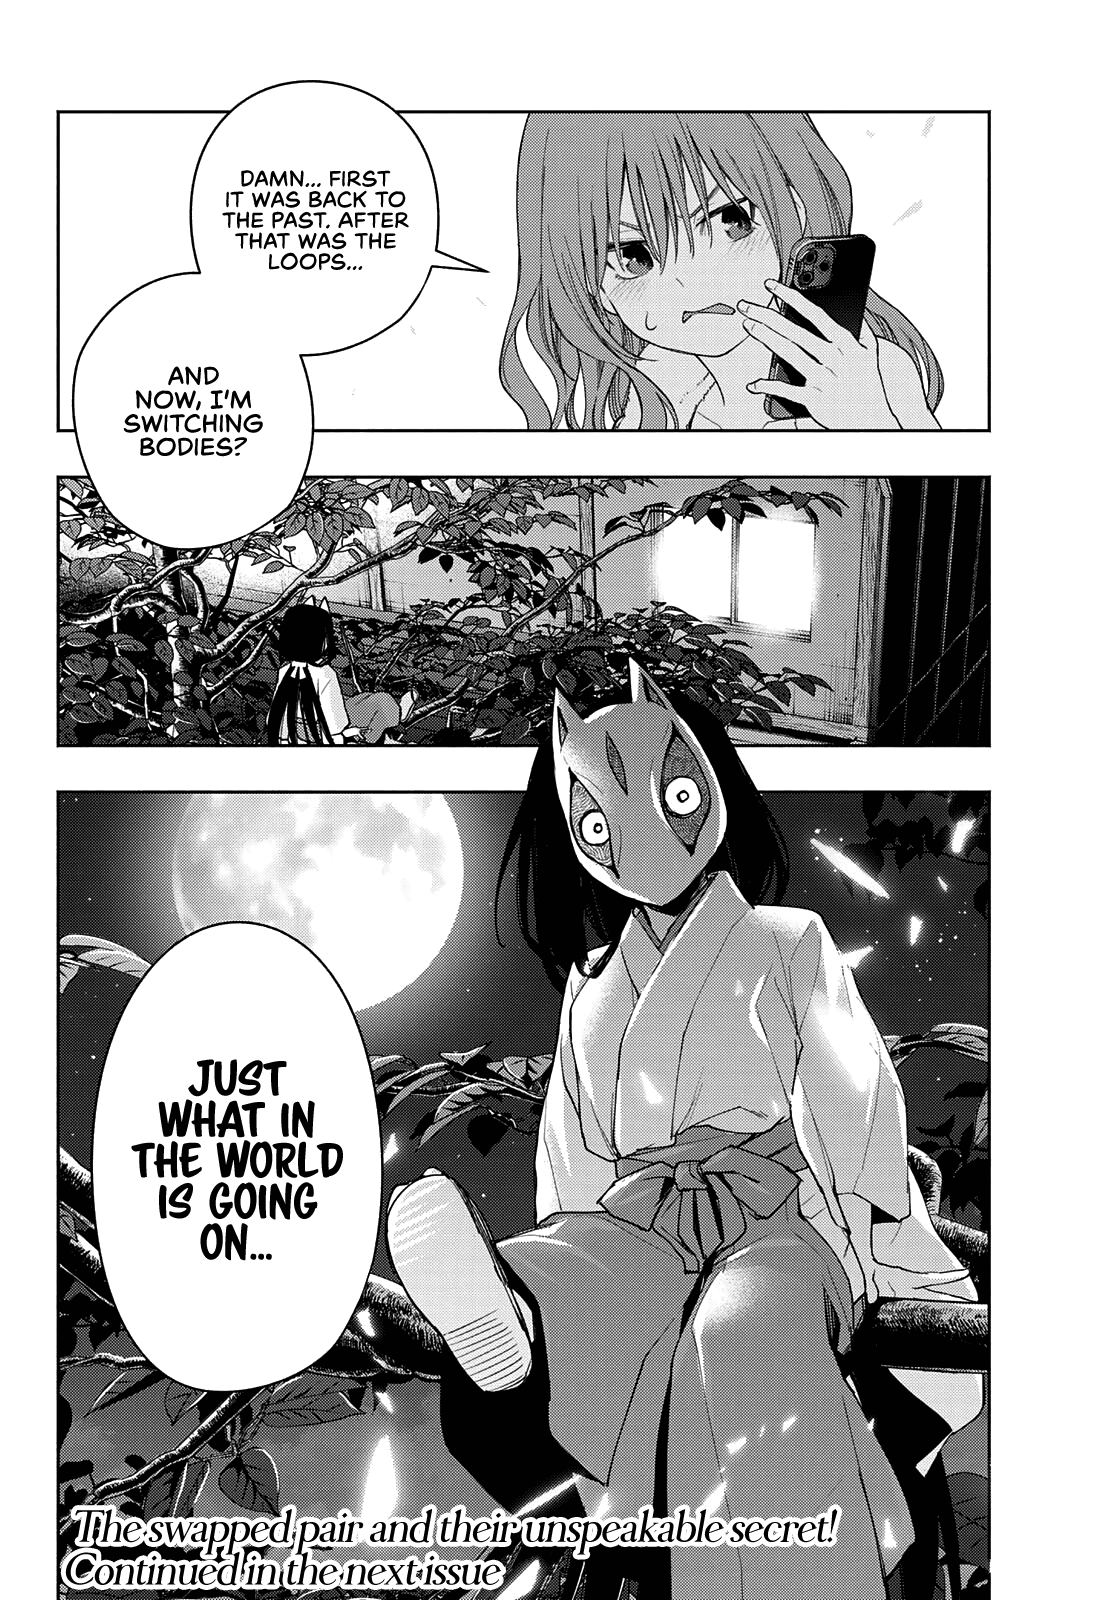 DAMN... FIRST
IT WAS BACK TO
THE PAST. AFTER
THAT WAS THE
LOOPS...
AND
NOW, I'M
SWITCHING
BODIES?
JUST
WHAT IN
THE WORLD
IS GOING
ON...
The swapped pair and their unspeakable secret!
Continued in the next issue